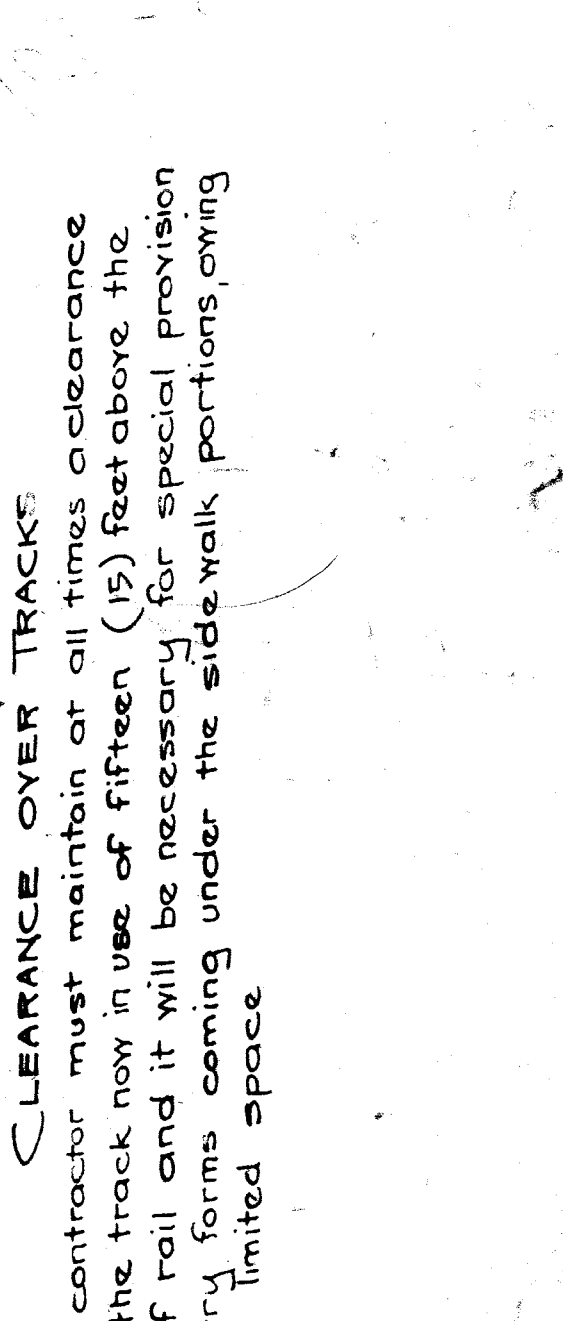 CLEARANCE OVER TRACKS
contractor must maintain at all times a clearance
the track now in use of fifteen (15) feet above the
f rail and it will be necessary for special provision
ry forms coming under the sidewalk portions, owing
limited space